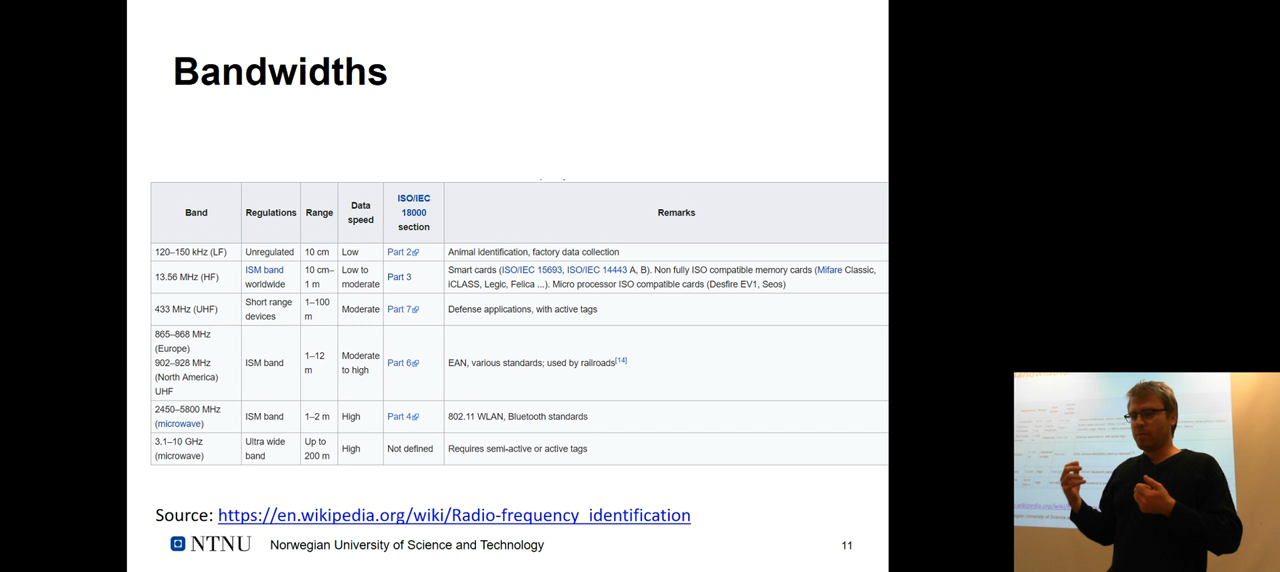 Bandwidths
Band
Regulations
Range
Data
speed
ISO/IEC
18000
section
Remarks
120–150 kHz (LF)
Unregulated
10 cm
Low
Part 2
Animal identification, factory data collection
13.56 MHz (HF)
ISM band
worldwide
10 cm–
1 m
Low to
moderate
Part 3
Smart cards (ISO/IEC 15693, ISO/IEC 14443 A, B). Non fully ISO compatible memory cards (Mifare Classic,
iCLASS, Legic, Felica ...). Micro processor ISO compatible cards (Desfire EV1, Seos)
433 MHz (UHF)
Short range
devices
1–100
m
Moderate
Part 7
Defense applications, with active tags
865–868 MHz
(Europe)
902–928 MHz
(North America)
UHF
ISM band
1–12
m
Moderate
to high
Part 6
EAN, various standards; used by railroads[14]
2450–5800 MHz
(microwave)
ISM band
1–2 m
High
Part 4
802.11 WLAN, Bluetooth standards
3.1–10 GHz
(microwave)
Ultra wide
band
Up to
200 m
High
Not defined
Requires semi-active or active tags
Source: https://en.wikipedia.org/wiki/Radio-frequency_identification
NTNU
Norwegian University of Science and Technology
11